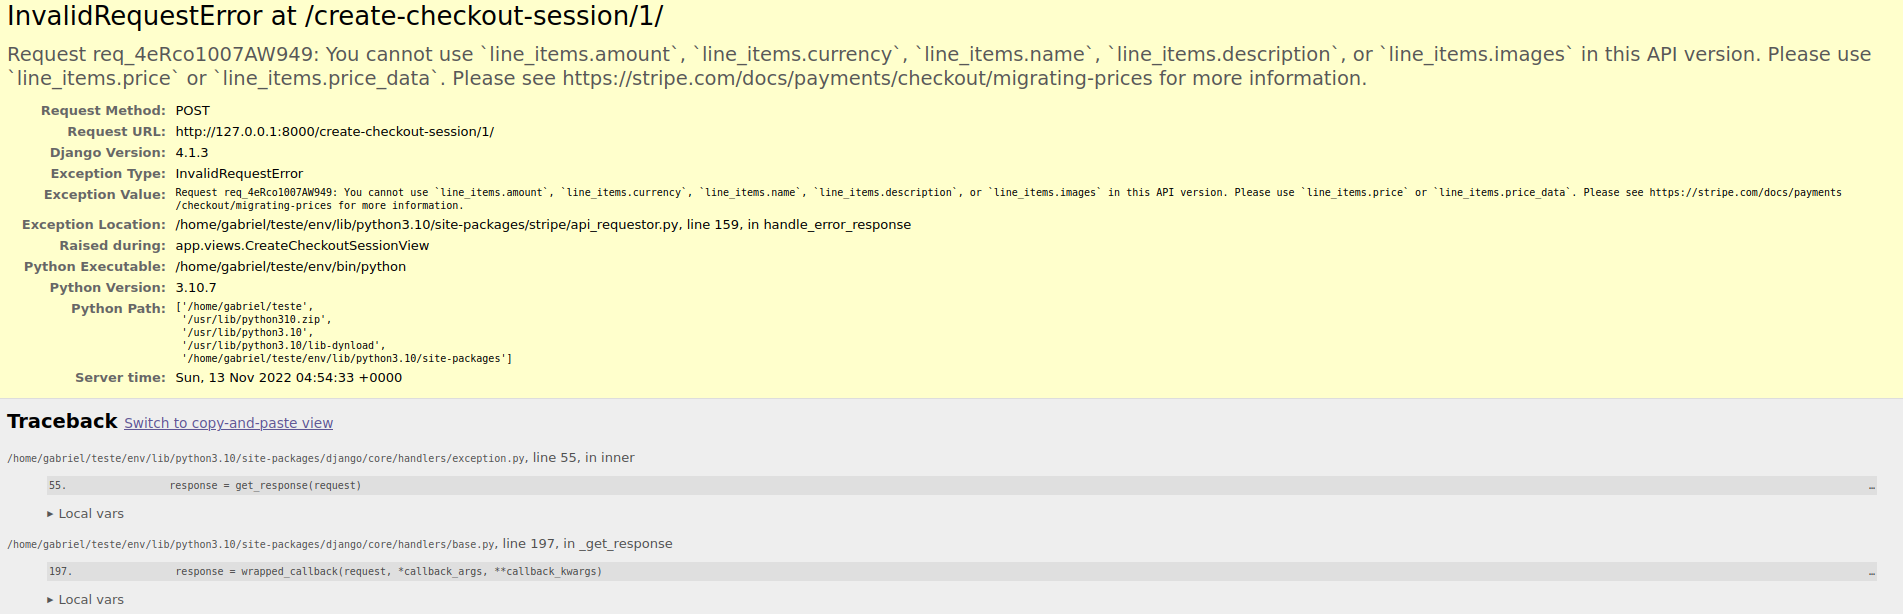 InvalidRequestError at /create-checkout-session/1/
Request req_4eRco1007AW949: You cannot use `line_items.amount`, `line_items.currency`, `line_items.name`, `line_items.description`, or `line_items.images` in this API version. Please use
`line_items.price` or `line_items.price_data`. Please see https://stripe.com/docs/payments/checkout/migrating-prices for more information.
Request Method: POST
Request URL: http://127.0.0.1:8000/create-checkout-session/1/
Django Version: 4.1.3
Exception Type: InvalidRequestError
Exception Value: Request req_4eRco1007AW949: You cannot use `line_items.amount`, `line_items.currency`, `line_items.name`, `line_items.description`, or `line_items.images` in this API version. Please use `line_items.price` or `line_items.price_data`. Please see https://stripe.com/docs/payments
/checkout/migrating-prices for more information.
Exception Location: /home/gabriel/teste/env/lib/python3.10/site-packages/stripe/api_requestor.py, line 159, in handle_error_response
Raised during: app.views.CreateCheckoutSessionView
Python Executable: /home/gabriel/teste/env/bin/python
Python Version: 3.10.7
Python Path: ['/home/gabriel/teste',
'/usr/lib/python310.zip',
'/usr/lib/python3.10',
'/usr/lib/python3.10/lib-dynload',
'/home/gabriel/teste/env/lib/python3.10/site-packages']
Server time: Sun, 13 Nov 2022 04:54:33 +0000
Traceback Switch to copy-and-paste view
/home/gabriel/teste/env/lib/python3.10/site-packages/django/core/handlers/exception.py, line 55, in inner
55. response = get_response(request) …
▸ Local vars
/home/gabriel/teste/env/lib/python3.10/site-packages/django/core/handlers/base.py, line 197, in _get_response
197. response = wrapped_callback(request, *callback_args, **callback_kwargs) …
▸ Local vars